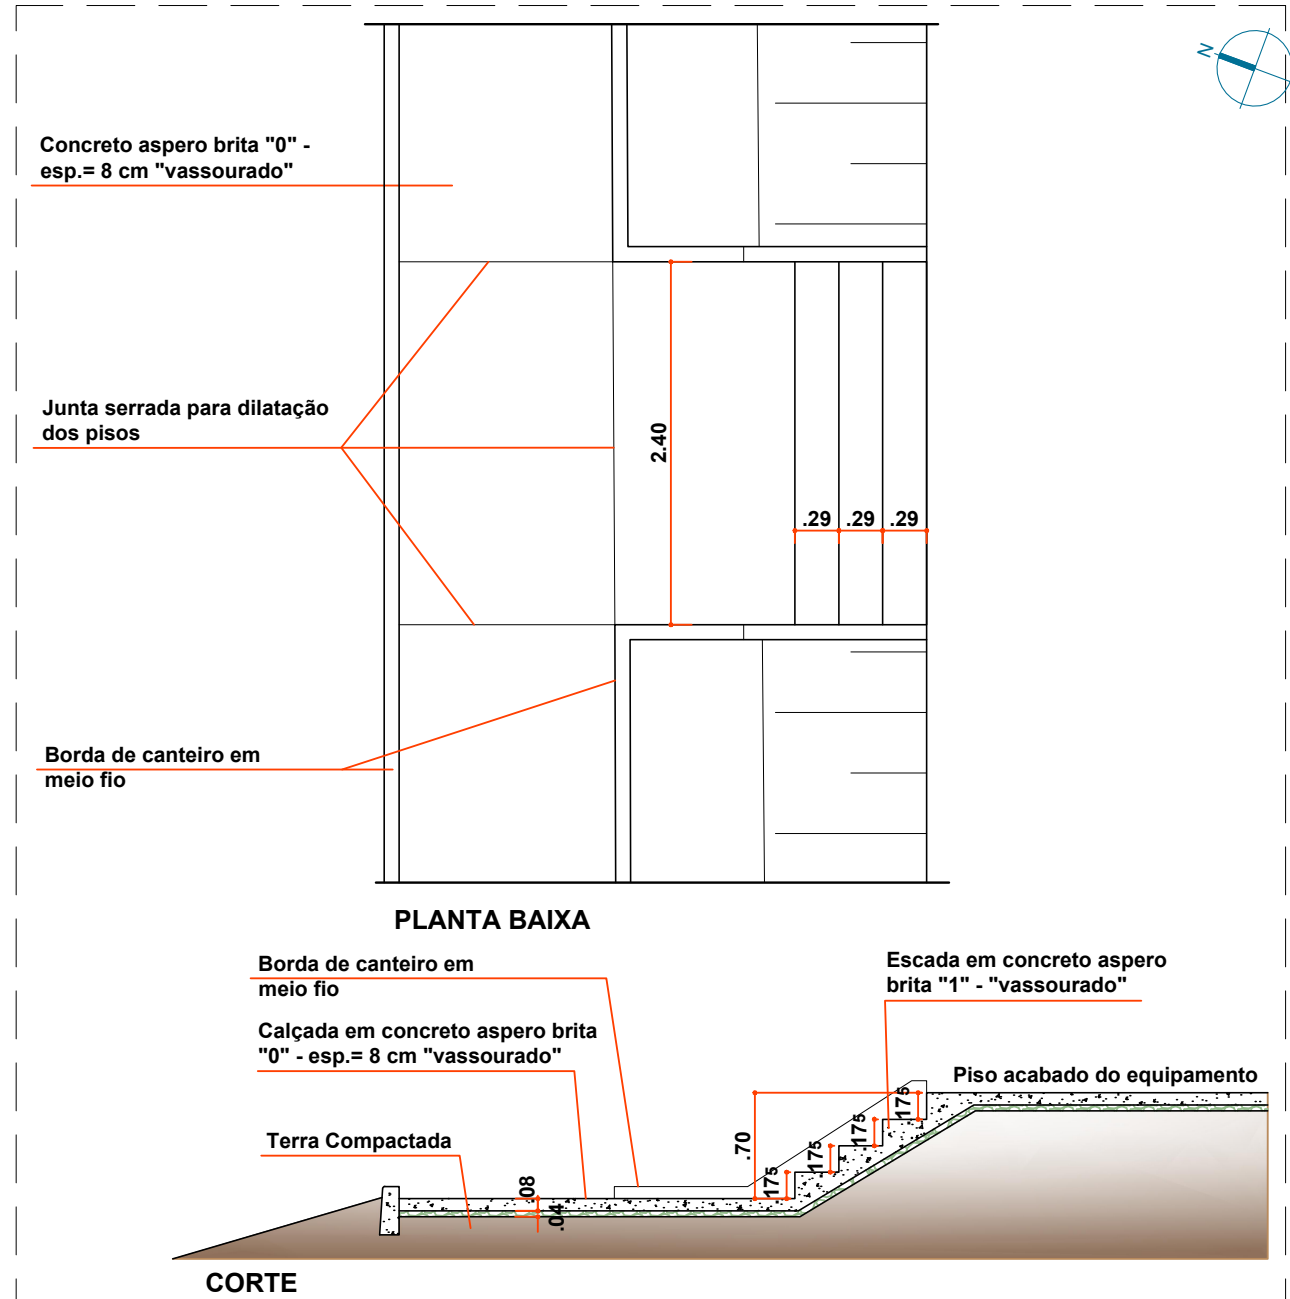 N
Concreto aspero brita "0" -
esp.= 8 cm "vassourado"
Junta serrada para dilatação
dos pisos
2.40
.29 .29 .29
Borda de canteiro em
meio fio
PLANTA BAIXA
Borda de canteiro em
meio fio
Escada em concreto aspero
brita "1" - "vassourado"
Calçada em concreto aspero brita
"0" - esp.= 8 cm "vassourado"
Piso acabado do equipamento
Terra Compactada
.70
.175
.175
.175
.175
.08
.04
CORTE